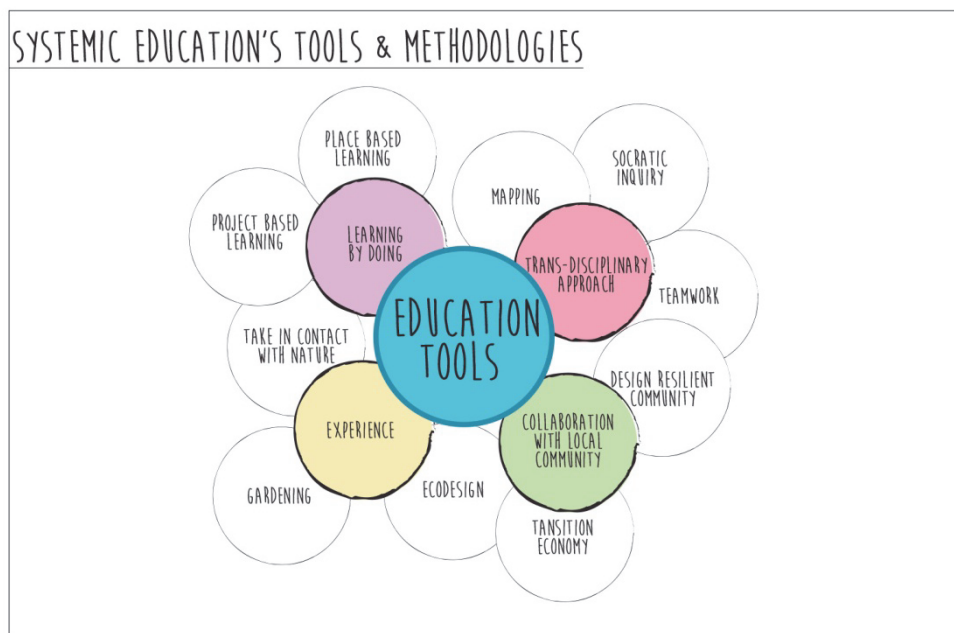 SYSTEMIC EDUCATION'S TOOLS & METHODOLOGIES
PLACE BASED
LEARNING
PROJECT BASED
LEARNING
LEARNING
BY DOING
TAKE IN CONTACT
WITH NATURE
EXPERIENCE
GARDENING
ECODESIGN
EDUCATION
TOOLS
MAPPING
SOCRATIC
INQUIRY
TRANS-DISCIPLINARY
APPROACH
TEAMWORK
DESIGN RESILIENT
COMMUNITY
COLLABORATION
WITH LOCAL
COMMUNITY
TANSITION
ECONOMY